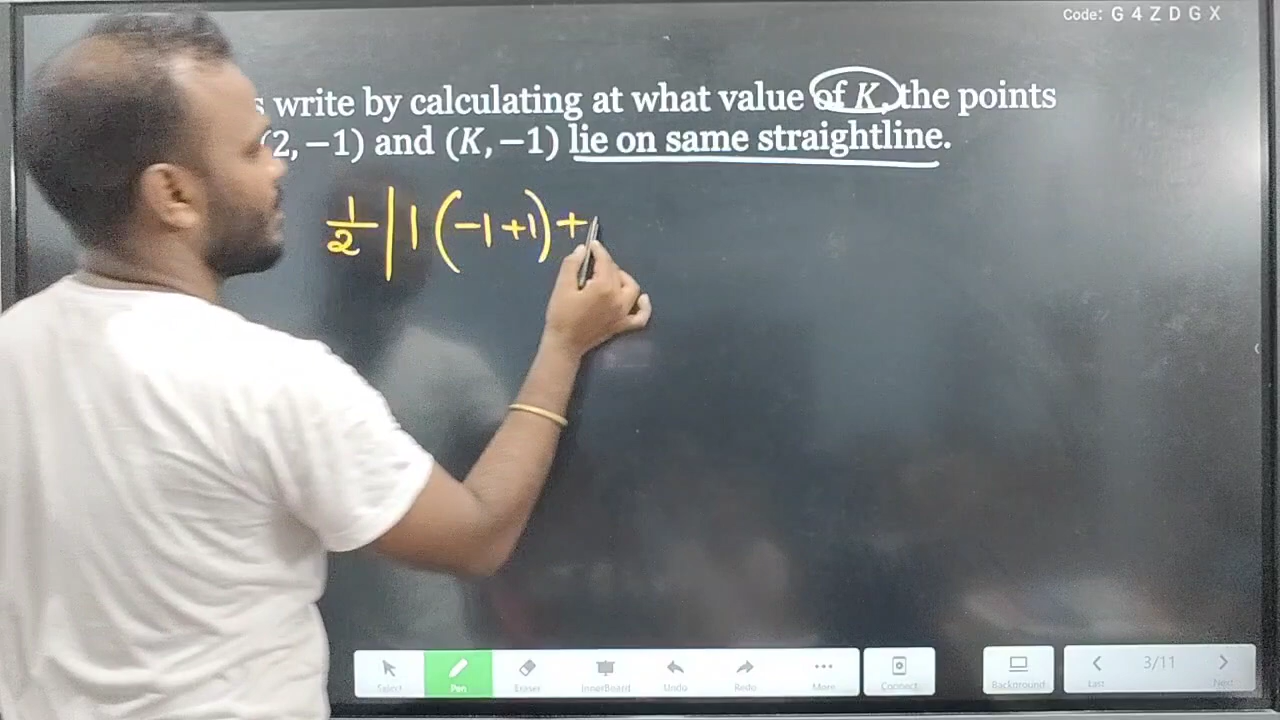 Code: G 4 Z D G X
write by calculating at what value of K, the points
(2, −1) and (K, −1) lie on same straightline.
1/2 | 1 (−1 + 1) +
Select Pen Eraser InnerBoard Undo Redo More Connect Background Last 3/11 Next